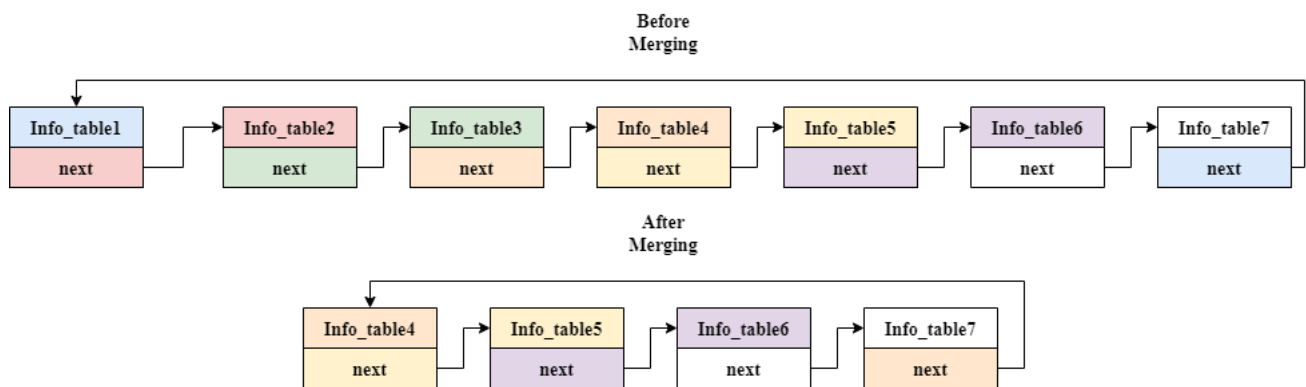 Before
Merging
Info_table1 Info_table2 Info_table3 Info_table4 Info_table5 Info_table6 Info_table7
next next next next next next next
After
Merging
Info_table4 Info_table5 Info_table6 Info_table7
next next next next